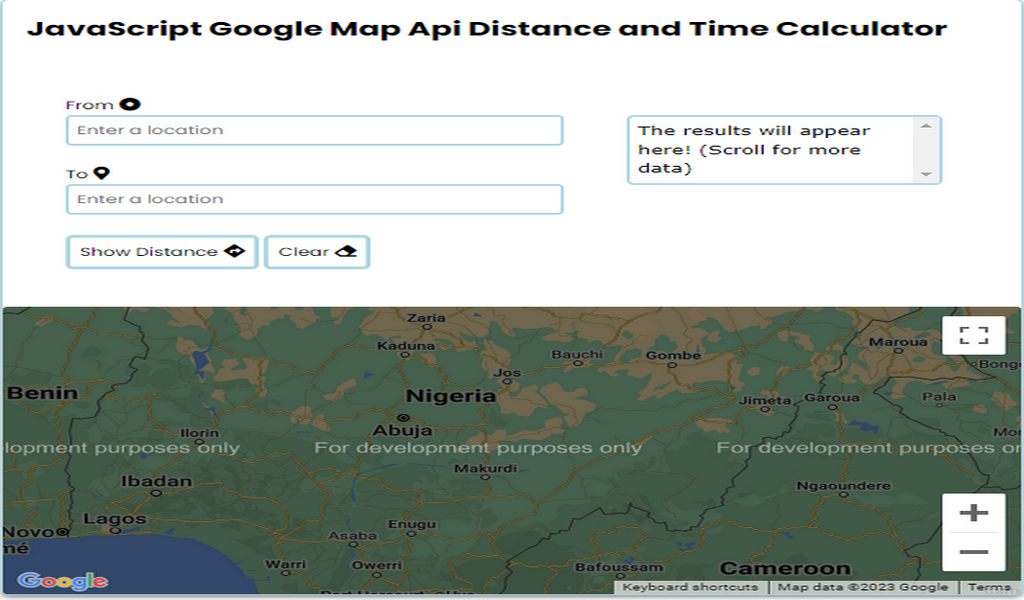 JavaScript Google Map Api Distance and Time Calculator
From
Enter a location
To
Enter a location
Show Distance
Clear
The results will appear
here! (Scroll for more
data)
Zaria
Kaduna
Bauchi
Gombe
Maroua
Bong
Jos
Benin
Nigeria
Jimeta
Garoua
Pala
Abuja
Ilorin
lopment purposes only
For development purposes only
For development purposes or
Makurdi
Ibadan
Ngaoundere
Lagos
Novo
mé
Enugu
Asaba
Warri
Owerri
Bafoussam
Cameroon
Google
Keyboard shortcuts
Map data ©2023 Google
Terms